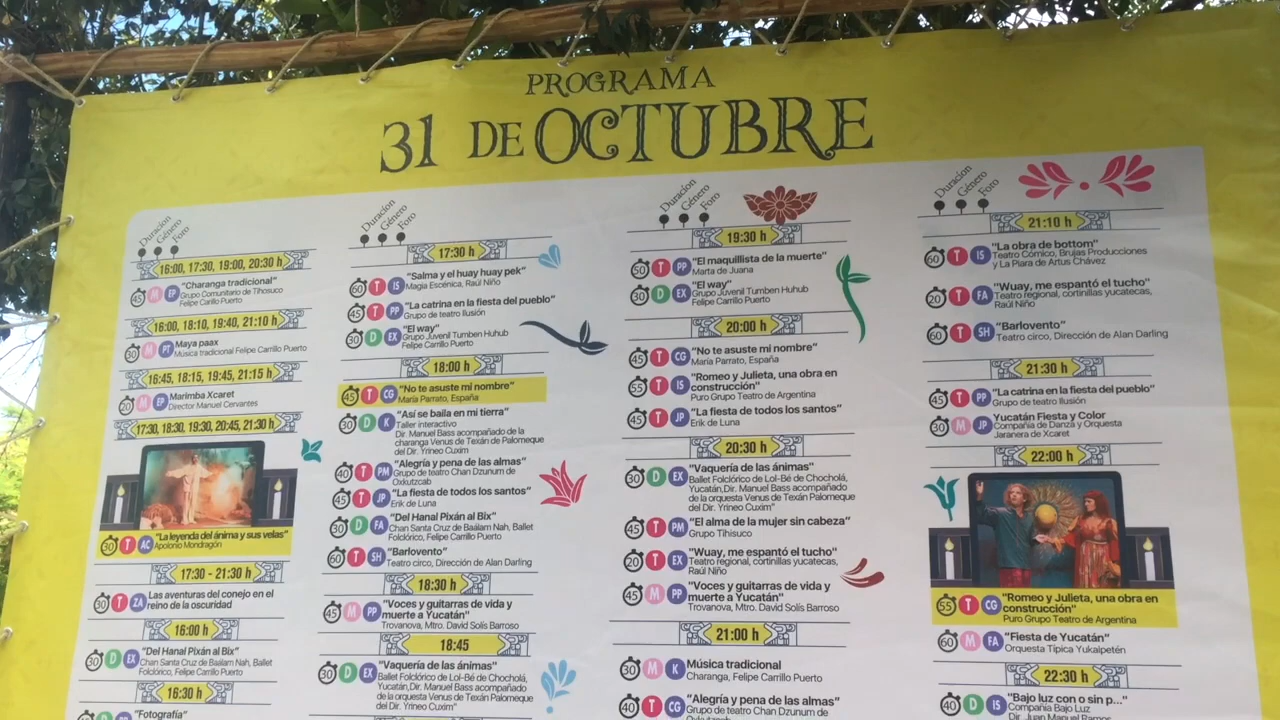 PROGRAMA
31 DE OCTUBRE
Duración
Género
Foro
16:00, 17:30, 19:00, 20:30 h
45 M EP "Charanga tradicional"
Grupo Comunitario de Tihosuco
Felipe Carillo Puerto
16:00, 18:10, 19:40, 21:10 h
30 M PT Maya paax
Música tradicional Felipe Carrillo Puerto
16:45, 18:15, 19:45, 21:15 h
20 M EP Marimba Xcaret
Director Manuel Cervantes
17:30, 18:30, 19:30, 20:45, 21:30 h
30 T AC "La leyenda del ánima y sus velas"
Apolonio Mondragón
17:30 - 21:30 h
30 T ZA Las aventuras del conejo en el
reino de la oscuridad
16:00 h
30 D EX "Del Hanal Pixán al Bix"
Chan Santa Cruz de Baálam Nah, Ballet
Folclórico, Felipe Carrillo Puerto
16:30 h
"Fotografía"
Duración
Género
Foro
17:30 h
60 T IS "Salma y el huay huay pek"
Magia Escénica, Raúl Niño
45 T PP "La catrina en la fiesta del pueblo"
Grupo de teatro Ilusión
30 D EX "El way"
Grupo Juvenil Tumben Huhub
Felipe Carrillo Puerto
18:00 h
45 T CG "No te asuste mi nombre"
María Parrato, España
30 D K "Así se baila en mi tierra"
Taller interactivo
Dir. Manuel Bass acompañado de la
charanga Venus de Texán de Palomeque
Dir. Yrineo Cuxim
40 T PM "Alegría y pena de las almas"
Grupo de teatro Chan Dzunum de
Oxkutzcab
45 T JP "La fiesta de todos los santos"
Erik de Luna
30 D FA "Del Hanal Pixán al Bix"
Chan Santa Cruz de Baálam Nah, Ballet
Folclórico, Felipe Carrillo Puerto
60 T SH "Barlovento"
Teatro circo, Dirección de Alan Darling
18:30 h
45 M PP "Voces y guitarras de vida y
muerte a Yucatán"
Trovanova, Mtro. David Solís Barroso
18:45
30 D EX "Vaquería de las ánimas"
Ballet Folclórico de Lol-Bé de Chocholá,
Yucatán,Dir. Manuel Bass acompañado
de la orquesta Venus de Texán Palomeque
del Dir. Yrineo Cuxim"
Duración
Género
Foro
19:30 h
50 T PP "El maquillista de la muerte"
Marta de Juana
30 D EX "El way"
Grupo Juvenil Tumben Huhub
Felipe Carrillo Puerto
20:00 h
45 T CG "No te asuste mi nombre"
María Parrato, España
55 T IS "Romeo y Julieta, una obra en
construcción"
Puro Grupo Teatro de Argentina
45 T JP "La fiesta de todos los santos"
Erik de Luna
20:30 h
30 D EX "Vaquería de las ánimas"
Ballet Folclórico de Lol-Bé de Chocholá,
Yucatán,Dir. Manuel Bass acompañado
de la orquesta Venus de Texán,Palomeque
del Dir. Yrineo Cuxim"
45 T PM "El alma de la mujer sin cabeza"
Grupo Tihisuco
20 T EX "Wuay, me espantó el tucho"
Teatro regional, cortinillas yucatecas,
Raúl Niño
45 M PP "Voces y guitarras de vida y
muerte a Yucatán"
Trovanova, Mtro. David Solís Barroso
21:00 h
30 M K Música tradicional
Charanga, Felipe Carrillo Puerto
40 T CG "Alegría y pena de las almas"
Grupo de teatro Chan Dzunum de
Oxkutzcab
Duración
Género
Foro
21:10 h
60 T IS "La obra de bottom"
Teatro Cómico, Brujas Producciones
y La Piara de Artus Chávez
20 T FA "Wuay, me espantó el tucho"
Teatro regional, cortinillas yucatecas,
Raúl Niño
60 T SH "Barlovento"
Teatro circo, Dirección de Alan Darling
21:30 h
45 T PP "La catrina en la fiesta del pueblo"
Grupo de teatro Ilusión
30 M JP Yucatán Fiesta y Color
Compañía de Danza y Orquesta
Jaranera de Xcaret
22:00 h
55 T CG "Romeo y Julieta, una obra en
construcción"
Puro Grupo Teatro de Argentina
60 M FA "Fiesta de Yucatán"
Orquesta Típica Yukalpetén
22:30 h
40 D IS "Bajo luz con o sin p..."
Compañía Bajo Luz
Dir. Juan Manuel Ramos